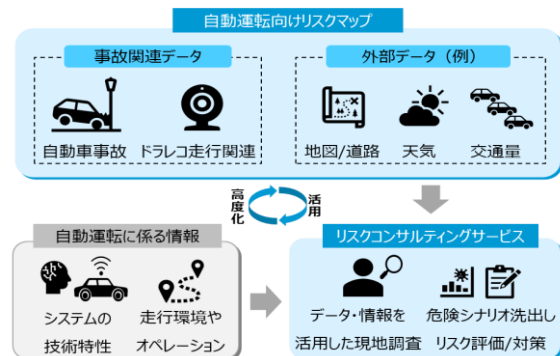 自動運転向けリスクマップ
事故関連データ
外部データ（例）
自動車事故
ドラレコ走行関連
地図/道路
天気
交通量
高度化
活用
自動運転に係る情報
システムの
技術特性
走行環境や
オペレーション
リスクコンサルティングサービス
データ・情報を
活用した現地調査
危険シナリオ洗出し
リスク評価/対策